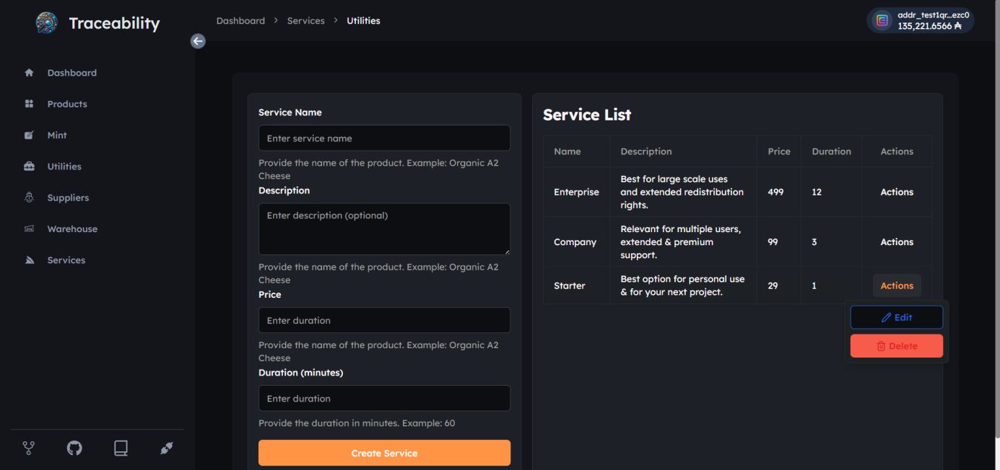 Traceability
Dashboard
Products
Mint
Utilities
Suppliers
Warehouse
Services
Dashboard > Services > Utilities
addr_test1qr...ezc0
135,221.6566 ₳
Service Name
Enter service name
Provide the name of the product. Example: Organic A2
Cheese
Description
Enter description (optional)
Provide the name of the product. Example: Organic A2
Cheese
Price
Enter duration
Provide the name of the product. Example: Organic A2
Cheese
Duration (minutes)
Enter duration
Provide the duration in minutes. Example: 60
Create Service
Service List
Name Description Price Duration Actions
Best for large scale uses
Enterprise and extended redistribution 499 12 Actions
rights.
Relevant for multiple users,
Company extended & premium 99 3 Actions
support.
Best option for personal use
Starter 29 1 Actions
& for your next project.
Edit
Delete